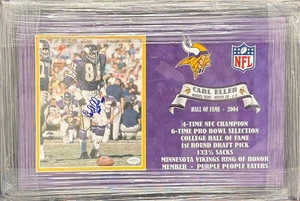 81
NFL
CARL ELLER
HALL OF FAME - 2004
4-TIME NFC CHAMPION
6-TIME PRO BOWL SELECTION
COLLEGE HALL OF FAME
1ST ROUND DRAFT PICK
133½ SACKS
MINNESOTA VIKINGS RING OF HONOR
MEMBER - PURPLE PEOPLE EATERS